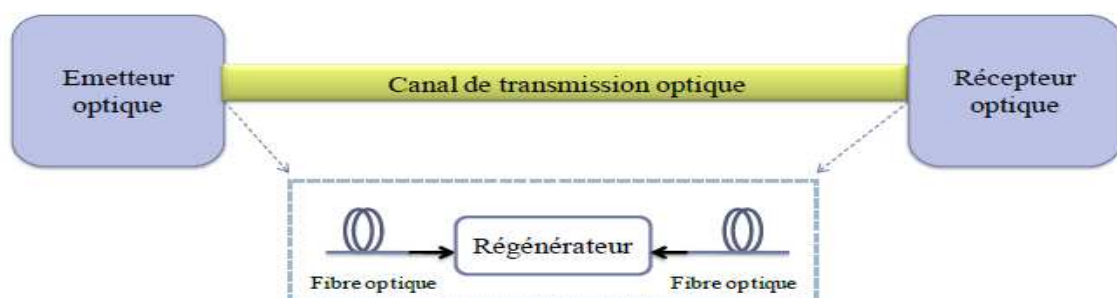 Emetteur
optique
Canal de transmission optique
Récepteur
optique
Régénérateur
Fibre optique
Fibre optique